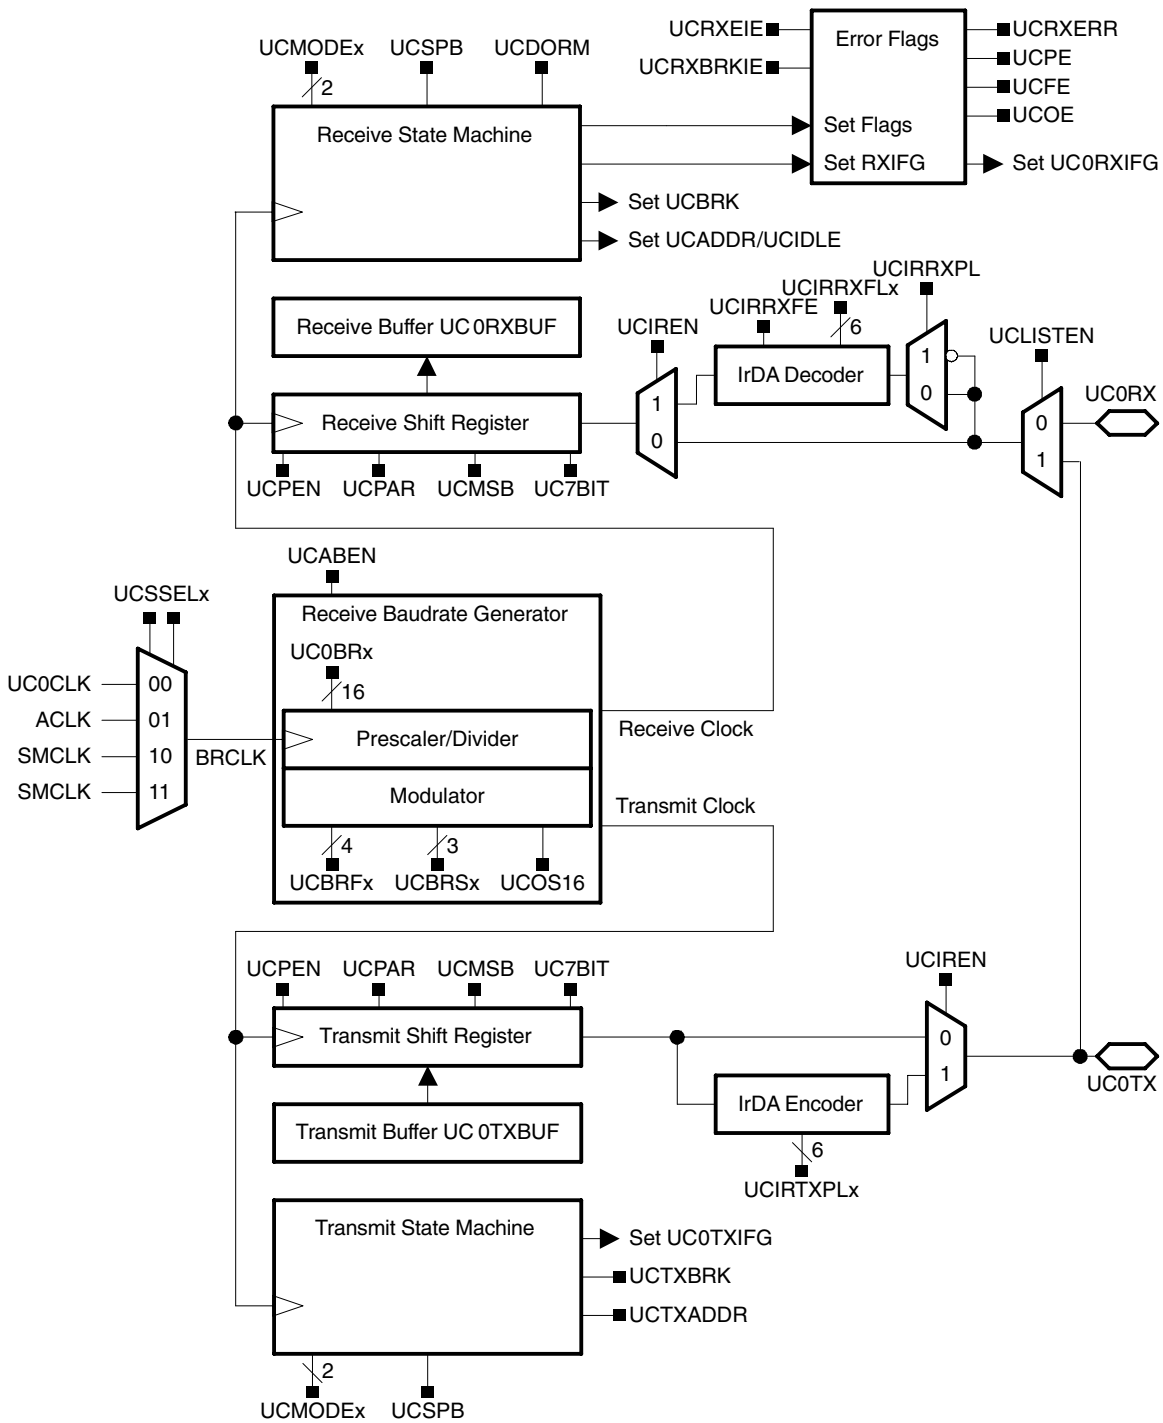 UCMODEx UCSPB UCDORM
2
Receive State Machine
UCRXEIE
UCRXBRKIE
Error Flags
Set Flags
Set RXIFG
UCRXERR
UCPE
UCFE
UCOE
Set UC0RXIFG
Set UCBRK
Set UCADDR/UCIDLE
Receive Buffer UC 0RXBUF
Receive Shift Register
UCPEN UCPAR UCMSB UC7BIT
UCIREN
1
0
UCIRRXFE
UCIRRXFLx
6
IrDA Decoder
UCIRRXPL
1
0
UCLISTEN
0
1
UC0RX
UCABEN
Receive Baudrate Generator
UC0BRx
16
UCSSELx
UC0CLK 00
ACLK 01
SMCLK 10
SMCLK 11
BRCLK
Prescaler/Divider
Modulator
Receive Clock
Transmit Clock
4 3
UCBRFx UCBRSx UCOS16
UCPEN UCPAR UCMSB UC7BIT
Transmit Shift Register
Transmit Buffer UC 0TXBUF
UCIREN
0
1
IrDA Encoder
6
UCIRTXPLx
UC0TX
Transmit State Machine
Set UC0TXIFG
UCTXBRK
UCTXADDR
2
UCMODEx UCSPB